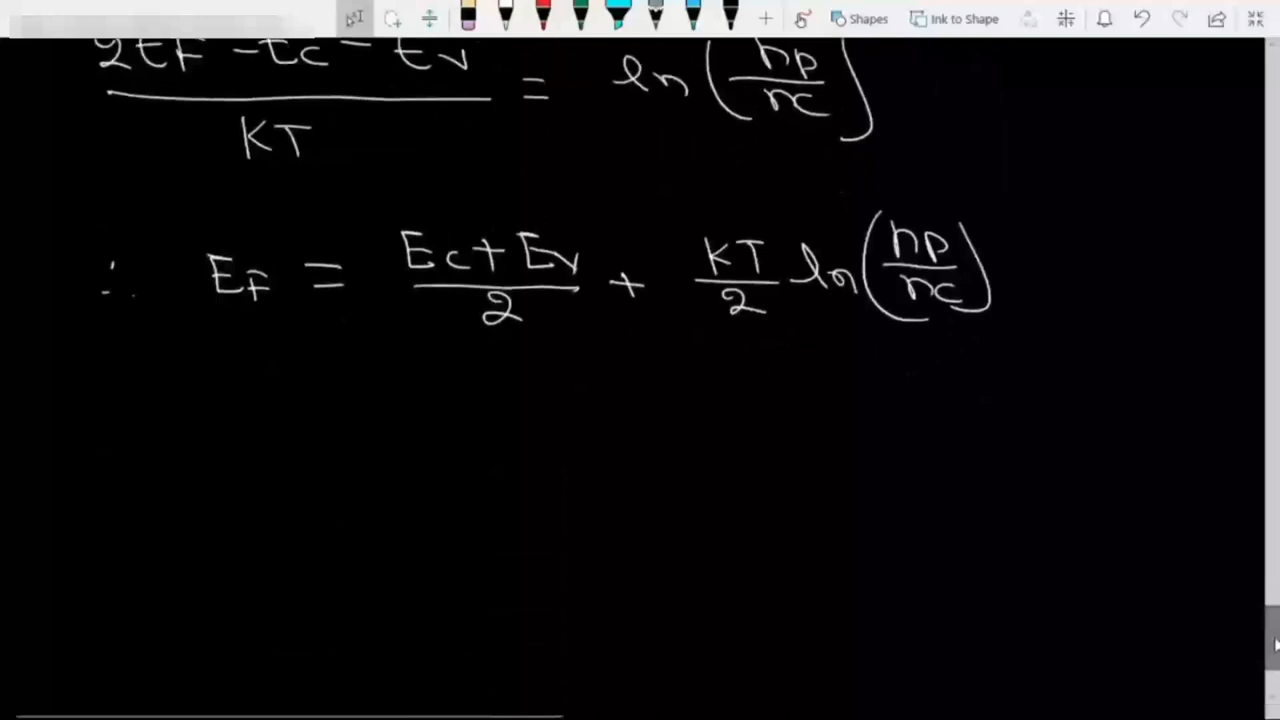 Shapes Ink to Shape
2EF - Ec - Ev / KT = ln(np/nc)
∴ EF = Ec + Ev / 2 + KT/2 ln(np/nc)